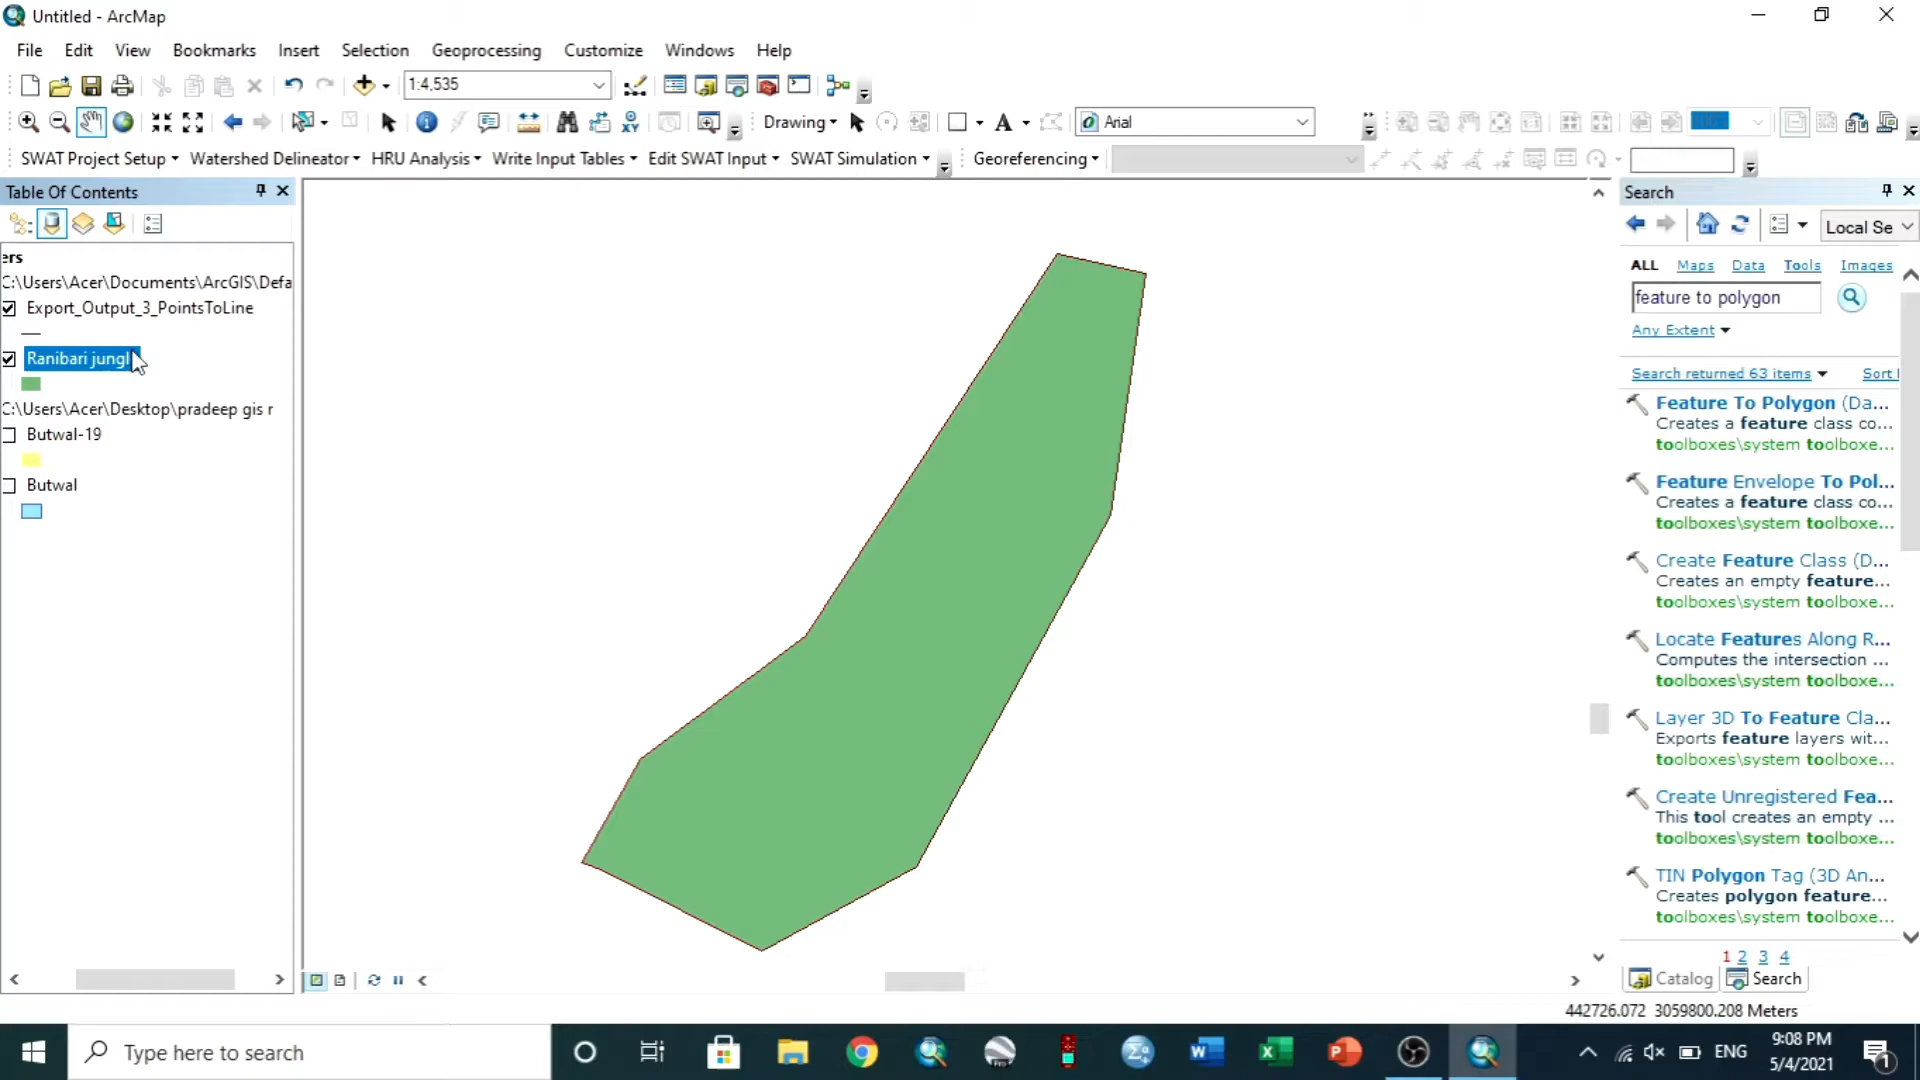 Untitled - ArcMap
File Edit View Bookmarks Insert Selection Geoprocessing Customize Windows Help
1:4,535
Drawing Arial
SWAT Project Setup Watershed Delineator HRU Analysis Write Input Tables Edit SWAT Input SWAT Simulation Georeferencing
Table Of Contents
ers
C:\Users\Acer\Documents\ArcGIS\Defa
Export_Output_3_PointsToLine
Ranibari jungl
C:\Users\Acer\Desktop\pradeep gis r
Butwal-19
Butwal
Search
Local Se
ALL Maps Data Tools Images
feature to polygon
Any Extent
Search returned 63 items Sort
Feature To Polygon (Da...
Creates a feature class co...
toolboxes\system toolboxe...
Feature Envelope To Pol...
Creates a feature class co...
toolboxes\system toolboxe...
Create Feature Class (D...
Creates an empty feature...
toolboxes\system toolboxe...
Locate Features Along R...
Computes the intersection ...
toolboxes\system toolboxe...
Layer 3D To Feature Cla...
Exports feature layers wit...
toolboxes\system toolboxe...
Create Unregistered Fea...
This tool creates an empty ...
toolboxes\system toolboxe...
TIN Polygon Tag (3D An...
Creates polygon feature...
toolboxes\system toolboxe...
1 2 3 4
Catalog Search
442726.072 3059800.208 Meters
Type here to search
ENG
9:08 PM
5/4/2021
1